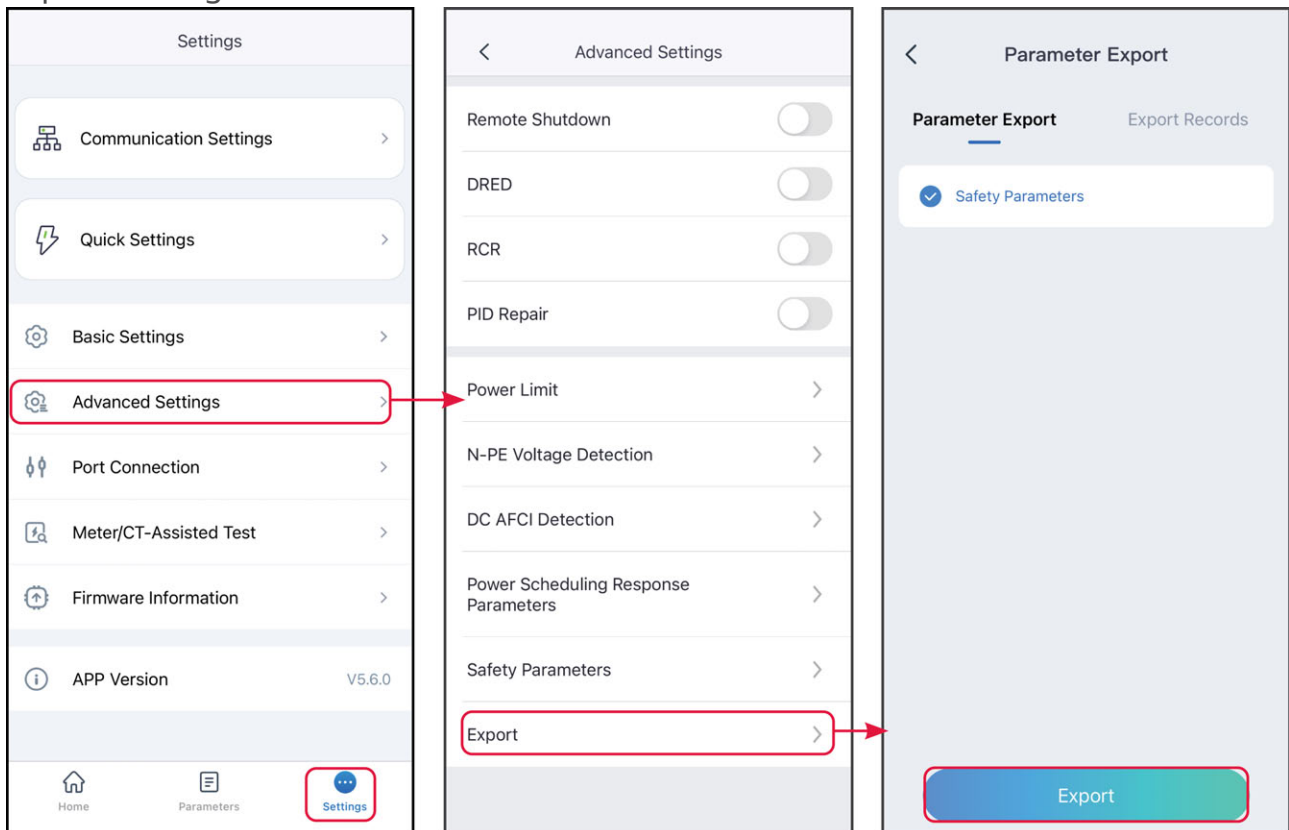 Settings
Communication Settings
Quick Settings
Basic Settings
Advanced Settings
Port Connection
Meter/CT-Assisted Test
Firmware Information
APP Version V5.6.0
Home Parameters Settings
Advanced Settings
Remote Shutdown
DRED
RCR
PID Repair
Power Limit
N-PE Voltage Detection
DC AFCI Detection
Power Scheduling Response
Parameters
Safety Parameters
Export
Parameter Export
Parameter Export Export Records
Safety Parameters
Export